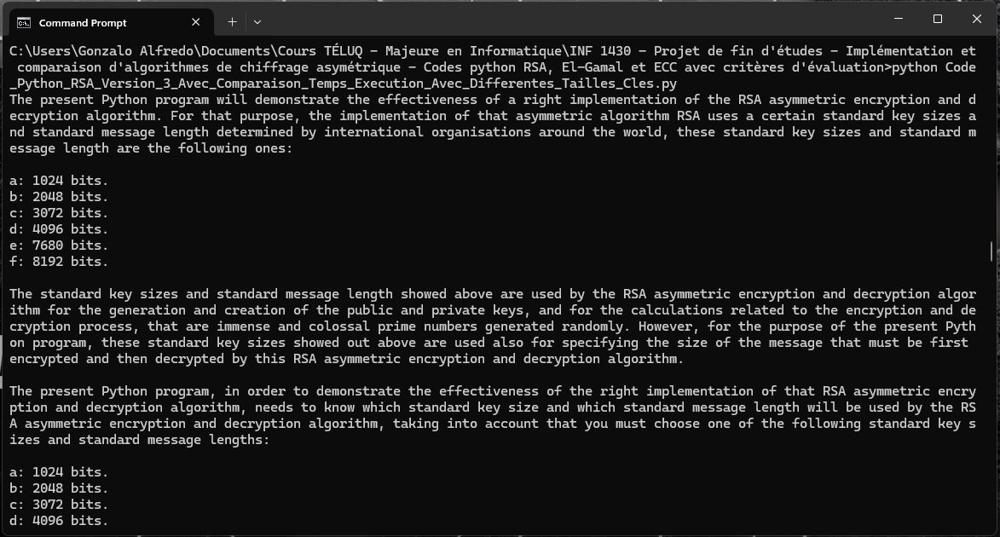 Command Prompt
C:\Users\Gonzalo Alfredo\Documents\Cours TÉLUQ - Majeure en Informatique\INF 1430 - Projet de fin d'études - Implémentation et
 comparaison d'algorithmes de chiffrage asymétrique - Codes python RSA, El-Gamal et ECC avec critères d'évaluation>python Code
_Python_RSA_Version_3_Avec_Comparaison_Temps_Execution_Avec_Differentes_Tailles_Cles.py
The present Python program will demonstrate the effectiveness of a right implementation of the RSA asymmetric encryption and d
ecryption algorithm. For that purpose, the implementation of that asymmetric algorithm RSA uses a certain standard key sizes a
nd standard message length determined by international organisations around the world, these standard key sizes and standard m
essage length are the following ones:
a: 1024 bits.
b: 2048 bits.
c: 3072 bits.
d: 4096 bits.
e: 7680 bits.
f: 8192 bits.
The standard key sizes and standard message length showed above are used by the RSA asymmetric encryption and decryption algor
ithm for the generation and creation of the public and private keys, and for the calculations related to the encryption and de
cryption process, that are immense and colossal prime numbers generated randomly. However, for the purpose of the present Pyth
on program, these standard key sizes showed out above are used also for specifying the size of the message that must be first
encrypted and then decrypted by this RSA asymmetric encryption and decryption algorithm.
The present Python program, in order to demonstrate the effectiveness of the right implementation of that RSA asymmetric encry
ption and decryption algorithm, needs to know which standard key size and which standard message length will be used by the RS
A asymmetric encryption and decryption algorithm, taking into account that you must choose one of the following standard key s
izes and standard message lengths:
a: 1024 bits.
b: 2048 bits.
c: 3072 bits.
d: 4096 bits.